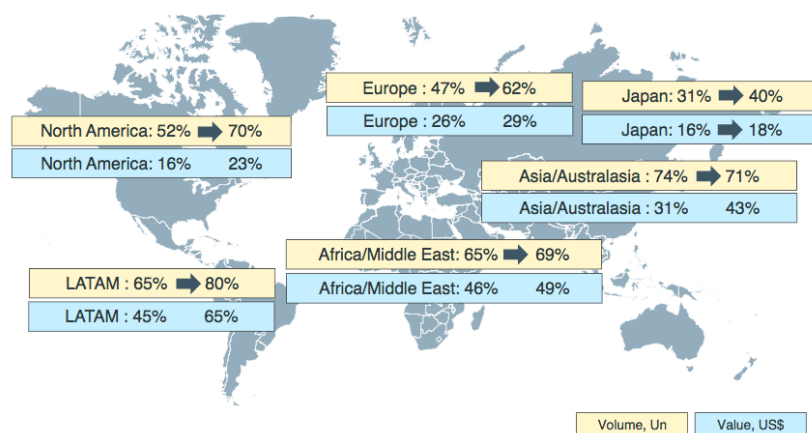 Europe : 47% 62%
Europe : 26% 29%
Japan: 31% 40%
Japan: 16% 18%
North America: 52% 70%
North America: 16% 23%
Asia/Australasia : 74% 71%
Asia/Australasia : 31% 43%
Africa/Middle East: 65% 69%
Africa/Middle East: 46% 49%
LATAM : 65% 80%
LATAM : 45% 65%
Volume, Un
Value, US$